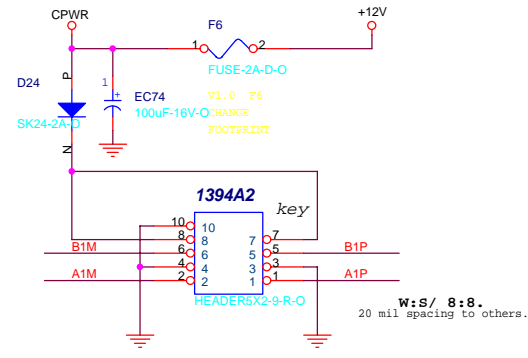 CPWR
F6
+12V
1
2
P
D24
1
+
EC74
FUSE-2A-D-O
V1.0 F6
CHANGE
FOOTPRINT
100uF-16V-O
SK24-2A-O
N
1394A2
key
10
10
8
8
7
7
B1M
6
6
5
5
B1P
4
4
3
3
A1M
2
2
1
1
A1P
HEADER5X2-9-R-O
W:S/ 8:8.
20 mil spacing to others.